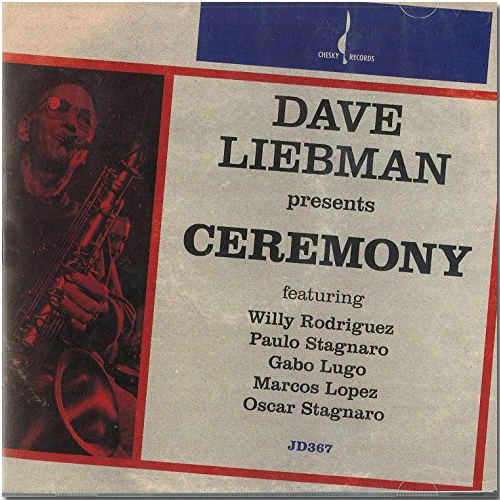 CHESKY RECORDS
DAVE
LIEBMAN
presents
CEREMONY
featuring
Willy Rodriguez
Paulo Stagnaro
Gabo Lugo
Marcos Lopez
Oscar Stagnaro
JD367